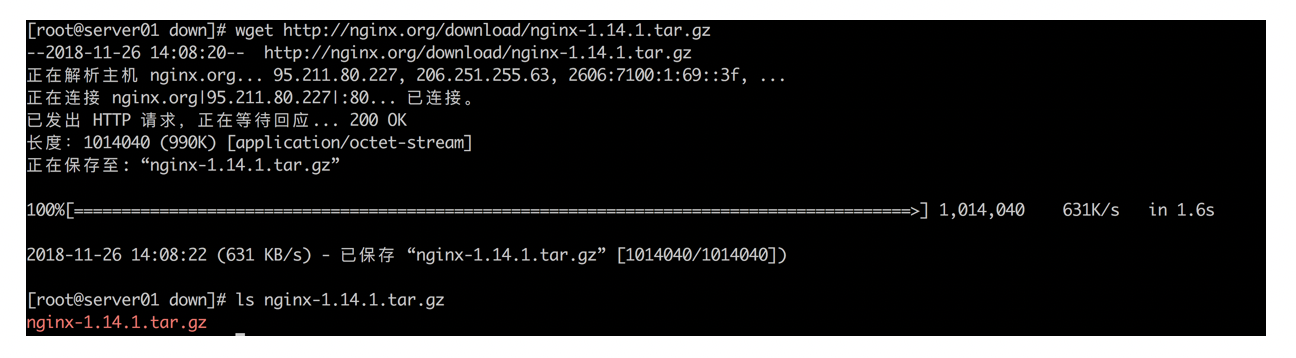 [root@server01 down]# wget http://nginx.org/download/nginx-1.14.1.tar.gz
--2018-11-26 14:08:20--  http://nginx.org/download/nginx-1.14.1.tar.gz
正在解析主机 nginx.org... 95.211.80.227, 206.251.255.63, 2606:7100:1:69::3f, ...
正在连接 nginx.org|95.211.80.227|:80... 已连接。
已发出 HTTP 请求，正在等待回应... 200 OK
长度：1014040 (990K) [application/octet-stream]
正在保存至: “nginx-1.14.1.tar.gz”
100%[========================================================================================>] 1,014,040    631K/s   in 1.6s
2018-11-26 14:08:22 (631 KB/s) - 已保存 “nginx-1.14.1.tar.gz” [1014040/1014040])
[root@server01 down]# ls nginx-1.14.1.tar.gz
nginx-1.14.1.tar.gz